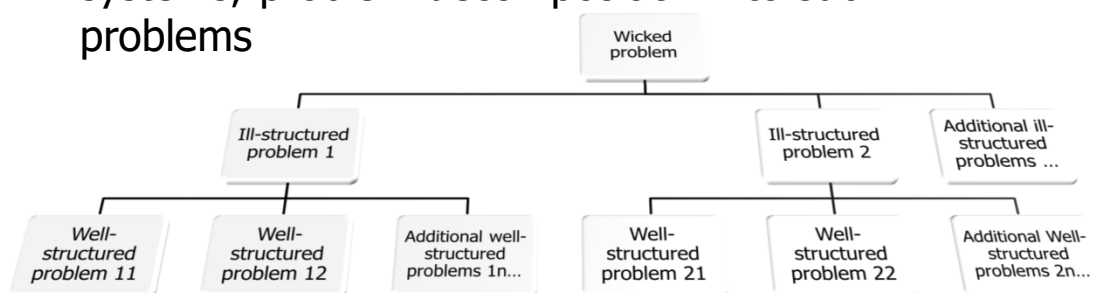 problems
Wicked
problem
Ill-structured
problem 1
Ill-structured
problem 2
Additional ill-
structured
problems ...
Well-
structured
problem 11
Well-
structured
problem 12
Additional well-
structured
problems 1n...
Well-
structured
problem 21
Well-
structured
problem 22
Additional Well-
structured
problems 2n...